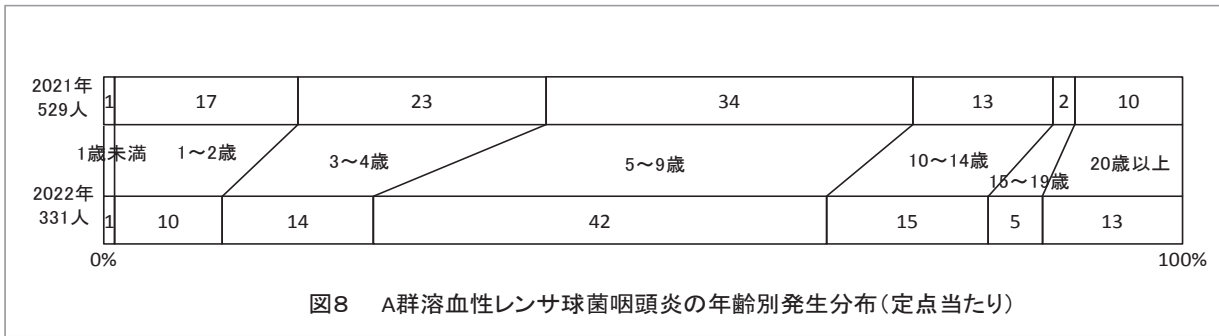 2021年
529人
1 17 23 34 13 2 10
1歳未満 1～2歳 3～4歳 5～9歳 10～14歳 15～19歳 20歳以上
2022年
331人
1 10 14 42 15 5 13
0% 100%
図8 A群溶血性レンサ球菌咽頭炎の年齢別発生分布(定点当たり)